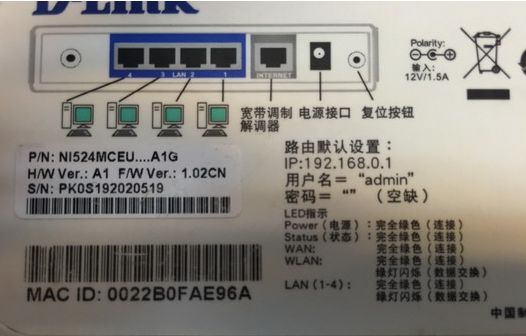 D-Link
Polarity:
输入:
12V/1.5A
4 3 LAN 2 1 INTERNET
宽带调制
解调器
电源接口
复位按钮
P/N: NI524MCEU....A1G
H/W Ver.: A1 F/W Ver.: 1.02CN
S/N: PK0S192020519
路由默认设置:
IP:192.168.0.1
用户名= “admin”
密码= “” (空缺)
LED指示
Power(电源): 完全绿色(连接)
Status(状态): 完全绿色(连接)
WAN: 完全绿色(连接)
WLAN: 完全绿色(连接)
绿灯闪烁(数据交换)
LAN(1-4): 完全绿色(连接)
绿灯闪烁(数据交换)
MAC ID: 0022B0FAE96A
中国制